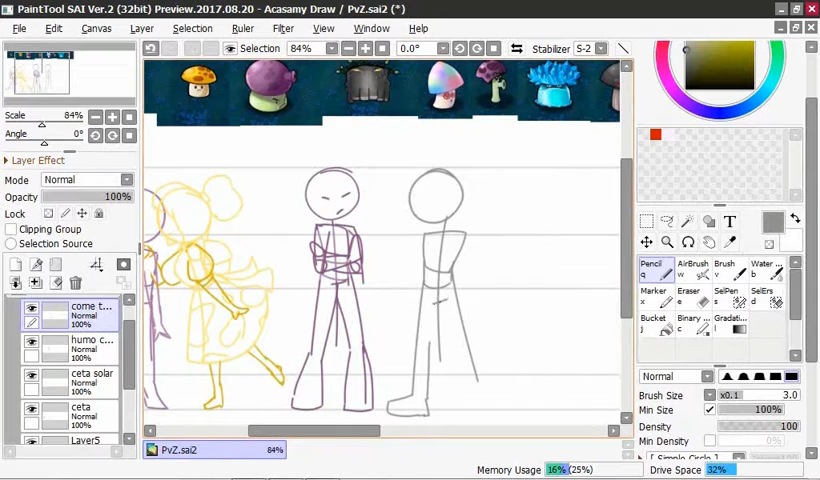 PaintTool SAI Ver.2 (32bit) Preview.2017.08.20 - Acasamy Draw / PvZ.sai2 (*)
File Edit Canvas Layer Selection Ruler Filter View Window Help
Selection 84% 0.0° Stabilizer S-2
Scale 84%
Angle 0°
Layer Effect
Mode Normal
Opacity 100%
Lock
Clipping Group
Selection Source
come t...
Normal
100%
humo c...
Normal
100%
ceta solar
Normal
100%
ceta
Normal
100%
Layer5
T
Pencil AirBrush Brush Water
q w v b
Marker Eraser SelPen SelErs
x e s d
Bucket Binary ... Gradati...
j c l
Normal
Brush Size x0.1 3.0
Min Size 100%
Density 100
Min Density 0%
[ Simple Circle ]
PvZ.sai2 84%
Memory Usage 16% (25%) Drive Space 32%